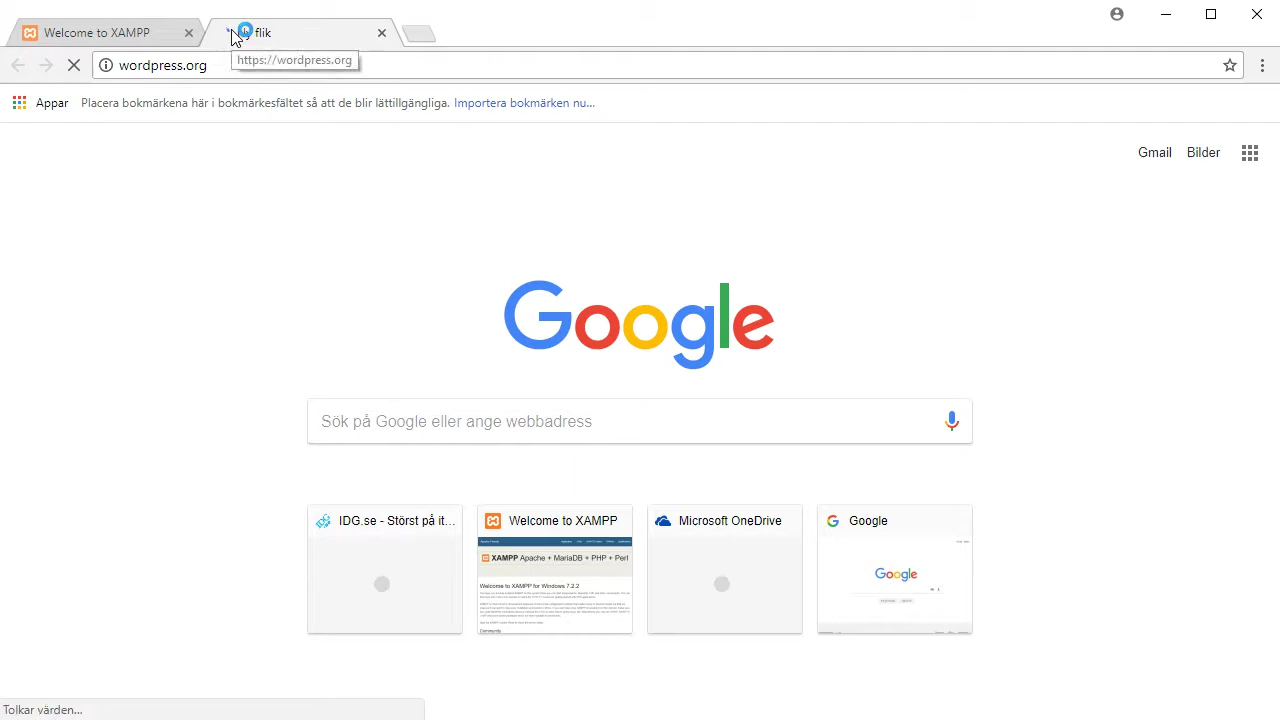 Welcome to XAMPP
flik
wordpress.org
https://wordpress.org
Appar
Placera bokmärkena här i bokmärkesfältet så att de blir lättillgängliga. Importera bokmärken nu...
Gmail
Bilder
Google
Sök på Google eller ange webbadress
IDG.se - Störst på it...
Welcome to XAMPP
XAMPP Apache + MariaDB + PHP + Perl
Welcome to XAMPP for Windows 7.2.2
Community
Microsoft OneDrive
Google
Google
Tolkar värden...